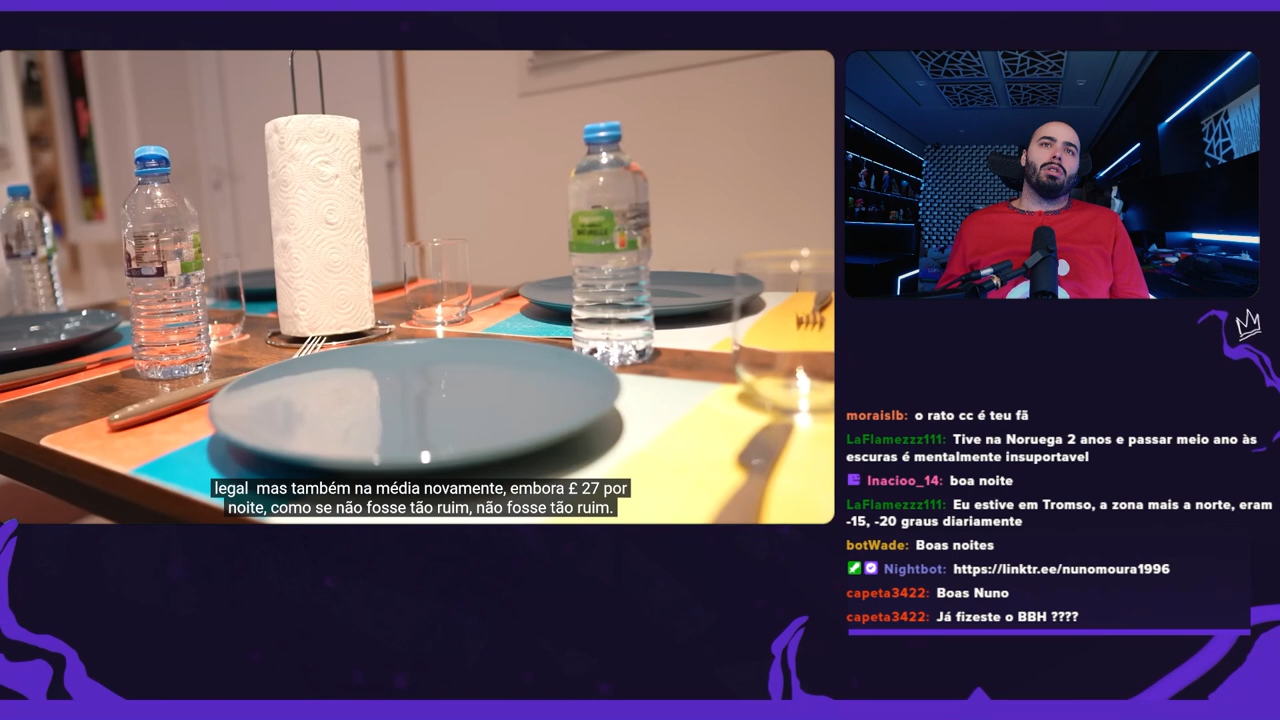 legal mas também na média novamente, embora £ 27 por
noite, como se não fosse tão ruim, não fosse tão ruim.
moraislb: o rato cc é teu fã
LaFlamezzz111: Tive na Noruega 2 anos e passar meio ano às
escuras é mentalmente insuportavel
Inacioo_14: boa noite
LaFlamezzz111: Eu estive em Tromso, a zona mais a norte, eram
-15, -20 graus diariamente
botWade: Boas noites
Nightbot: https://linktr.ee/nunomoura1996
capeta3422: Boas Nuno
capeta3422: Já fizeste o BBH ????